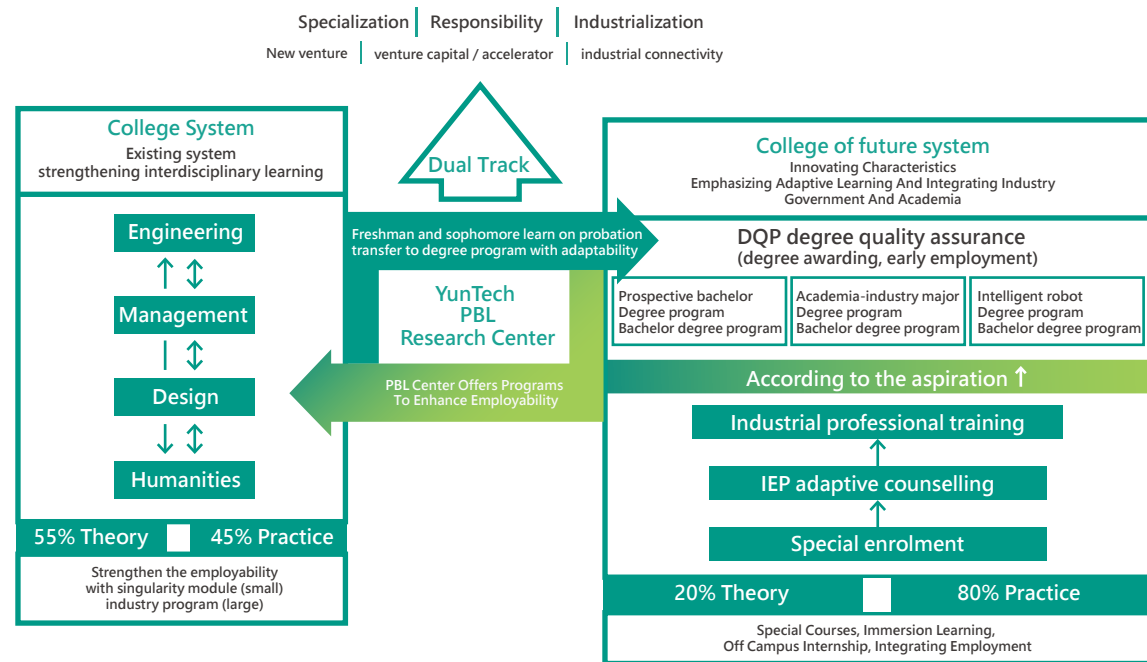 Specialization | Responsibility | Industrialization
New venture | venture capital / accelerator | industrial connectivity
Dual Track
College System
Existing system
strengthening interdisciplinary learning
Engineering
Management
Design
Humanities
55% Theory 45% Practice
Strengthen the employability
with singularity module (small)
industry program (large)
Freshman and sophomore learn on probation
transfer to degree program with adaptability
YunTech
PBL
Research Center
PBL Center Offers Programs
To Enhance Employability
College of future system
Innovating Characteristics
Emphasizing Adaptive Learning And Integrating Industry
Government And Academia
DQP degree quality assurance
(degree awarding, early employment)
Prospective bachelor
Degree program
Bachelor degree program
Academia-industry major
Degree program
Bachelor degree program
Intelligent robot
Degree program
Bachelor degree program
According to the aspiration ↑
Industrial professional training
IEP adaptive counselling
Special enrolment
20% Theory 80% Practice
Special Courses, Immersion Learning,
Off Campus Internship, Integrating Employment